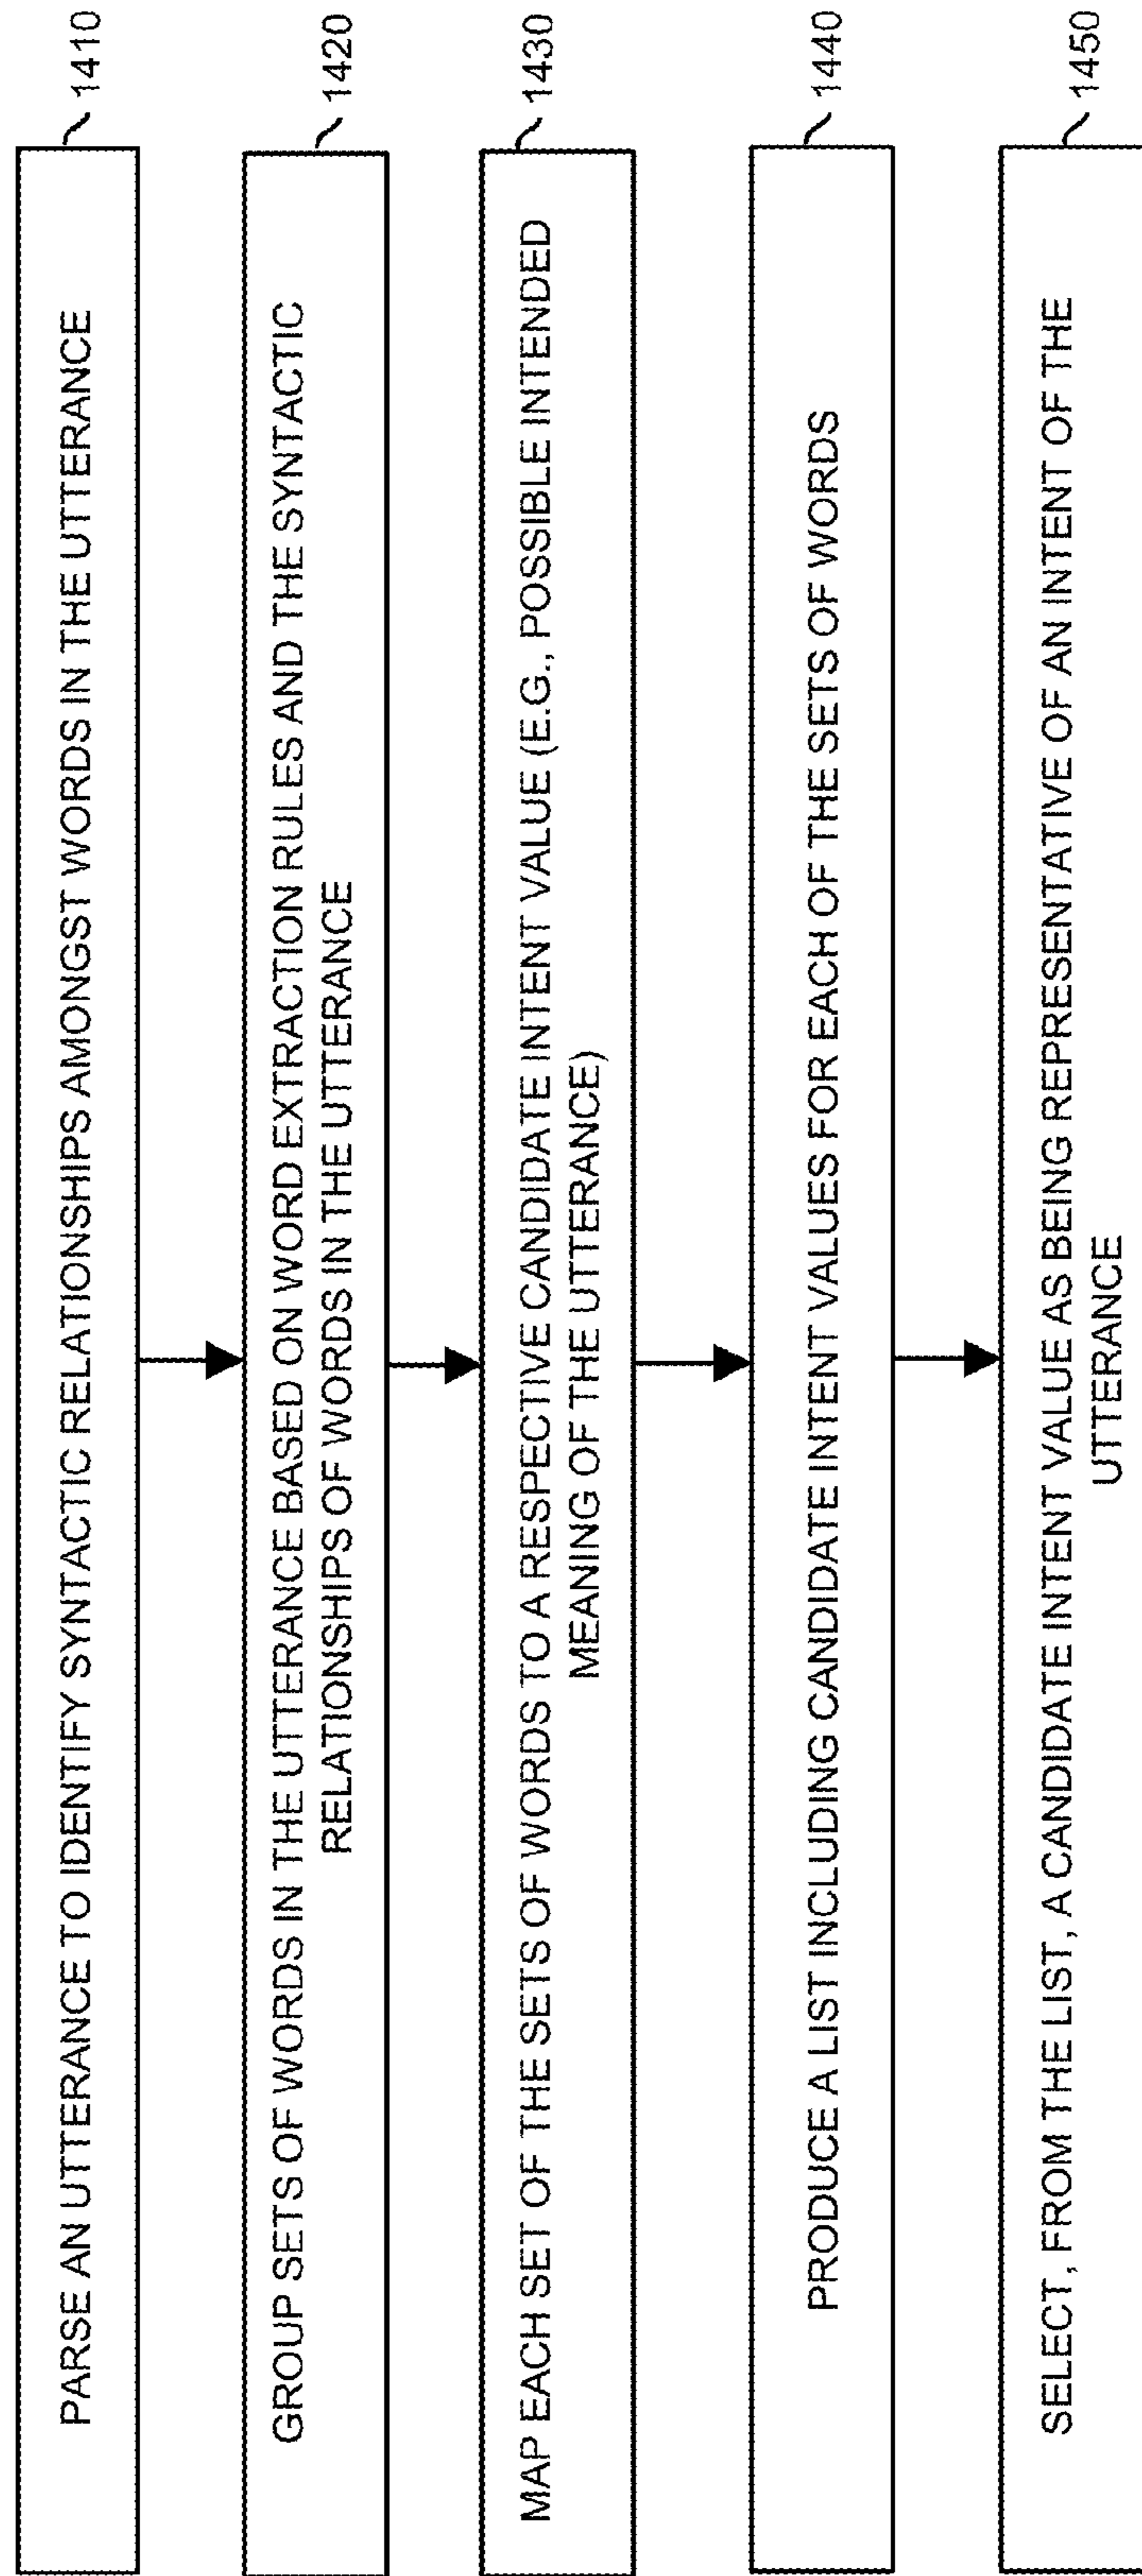 PARSE AN UTTERANCE TO IDENTIFY SYNTACTIC RELATIONSHIPS AMONGST WORDS IN THE UTTERANCE
1410
GROUP SETS OF WORDS IN THE UTTERANCE BASED ON WORD EXTRACTION RULES AND THE SYNTACTIC
RELATIONSHIPS OF WORDS IN THE UTTERANCE
1420
MAP EACH SET OF THE SETS OF WORDS TO A RESPECTIVE CANDIDATE INTENT VALUE (E.G., POSSIBLE INTENDED
MEANING OF THE UTTERANCE)
1430
PRODUCE A LIST INCLUDING CANDIDATE INTENT VALUES FOR EACH OF THE SETS OF WORDS
1440
SELECT, FROM THE LIST, A CANDIDATE INTENT VALUE AS BEING REPRESENTATIVE OF AN INTENT OF THE
UTTERANCE
1450